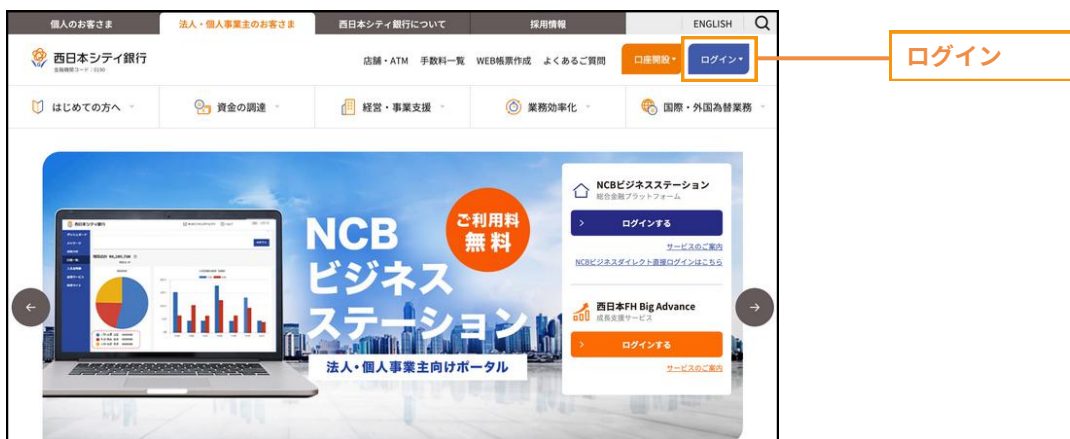 個人のお客さま
法人・個人事業主のお客さま
西日本シティ銀行について
採用情報
ENGLISH
西日本シティ銀行
金融機関コード：0190
店舗・ATM
手数料一覧
WEB帳票作成
よくあるご質問
口座開設
ログイン
ログイン
はじめての方へ
資金の調達
経営・事業支援
業務効率化
国際・外国為替業務
NCB
ビジネス
ステーション
ご利用料
無料
法人・個人事業主向けポータル
NCBビジネスステーション
総合金融プラットフォーム
ログインする
サービスのご案内
NCBビジネスダイレクト直接ログインはこちら
西日本FH Big Advance
成長支援サービス
ログインする
サービスのご案内